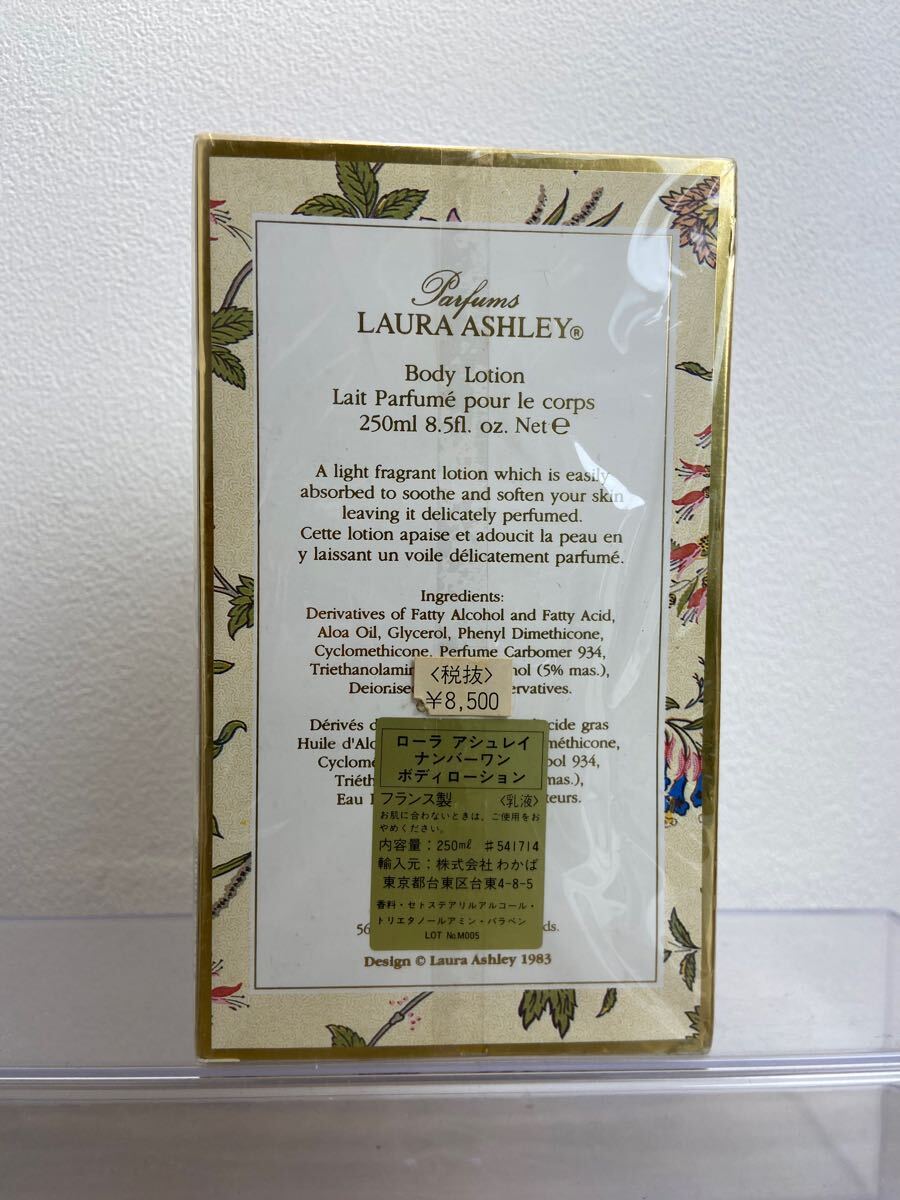 Parfums
LAURA ASHLEY®
Body Lotion
Lait Parfumé pour le corps
250ml 8.5fl. oz. Net ℮
A light fragrant lotion which is easily
absorbed to soothe and soften your skin
leaving it delicately perfumed.
Cette lotion apaise et adoucit la peau en
y laissant un voile délicatement parfumé.
Ingredients:
Derivatives of Fatty Alcohol and Fatty Acid,
Aloa Oil, Glycerol, Phenyl Dimethicone,
Cyclomethicone, Perfume Carbomer 934,
(5% mas.),
〈税抜〉
¥8,500
Dérivés gras
Huile
934,
mas.),
Eau
ローラ アシュレイ
ナンバーワン
ボディローション
フランス製 〈乳液〉
お肌に合わないときは、ご使用をお
やめください。
内容量：250ml #541714
輸入元：株式会社わかば
東京都台東区台東4-8-5
香料・セトステアリルアルコール・
トリエタノールアミン・パラベン
LOT No.M005
Design © Laura Ashley 1983